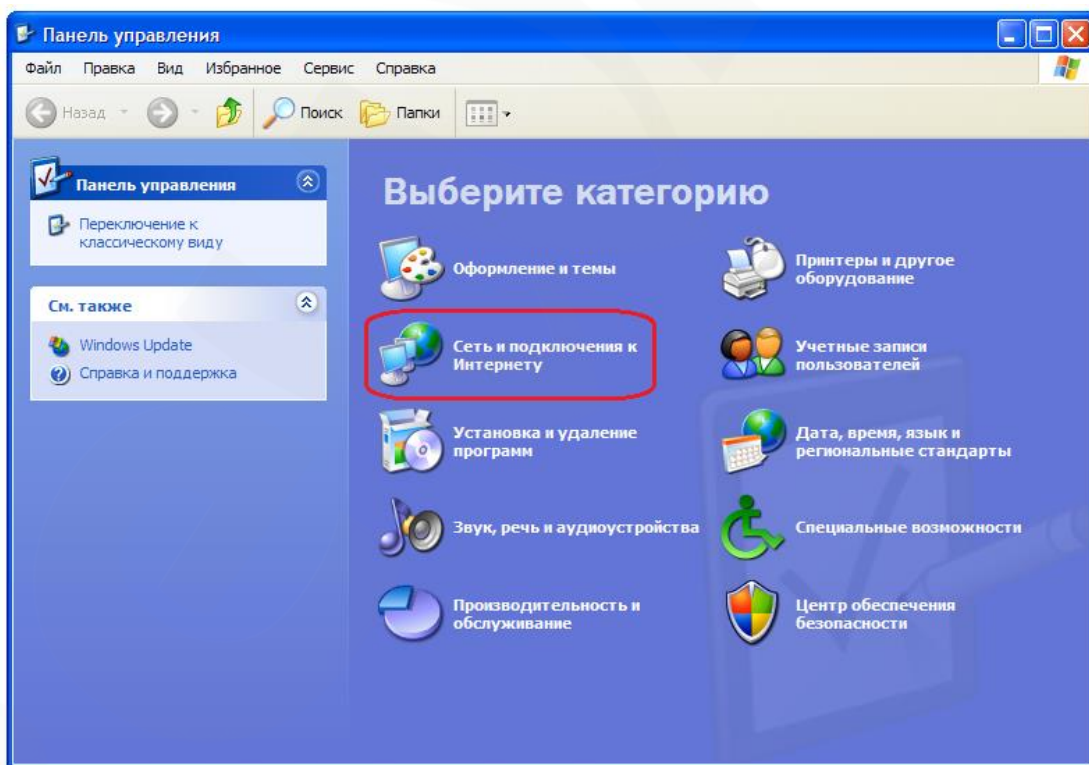 Панель управления
Файл Правка Вид Избранное Сервис Справка
Назад Поиск Папки
Панель управления
Переключение к
классическому виду
См. также
Windows Update
Справка и поддержка
Выберите категорию
Оформление и темы
Принтеры и другое
оборудование
Сеть и подключения к
Интернету
Учетные записи
пользователей
Установка и удаление
программ
Дата, время, язык и
региональные стандарты
Звук, речь и аудиоустройства
Специальные возможности
Производительность и
обслуживание
Центр обеспечения
безопасности